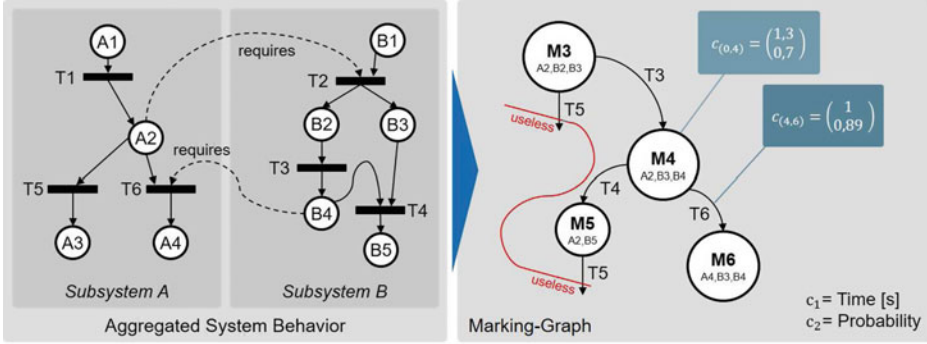 A1
T1
A2
T5
T6
A3
A4
Subsystem A
requires
requires
B1
T2
B2
B3
T3
B4
T4
B5
Subsystem B
Aggregated System Behavior
M3
A2,B2,B3
T3
T5
useless
M4
A2,B3,B4
T4
T6
M5
A2,B5
T5
useless
M6
A4,B3,B4
c(0,4) = (1,3
0,7)
c(4,6) = (1
0,89)
Marking-Graph
c₁= Time [s]
c₂= Probability